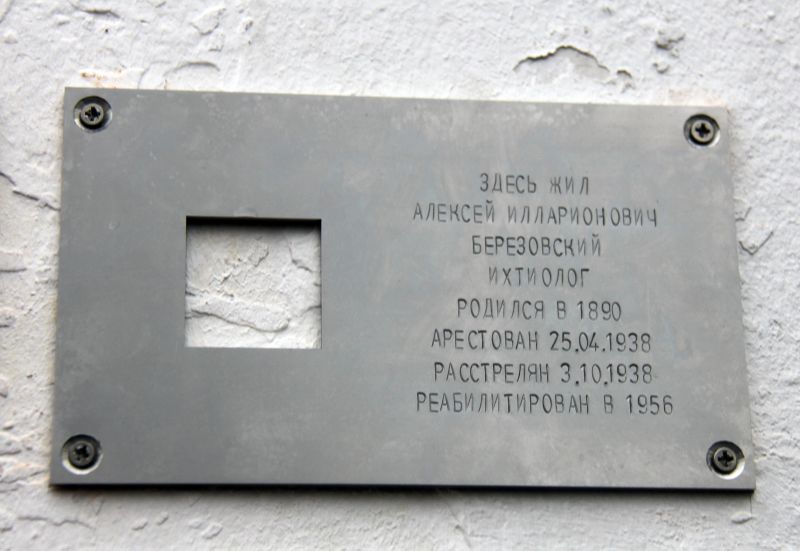 ЗДЕСЬ ЖИЛ
АЛЕКСЕЙ ИЛЛАРИОНОВИЧ
БЕРЕЗОВСКИЙ
ИХТИОЛОГ
РОДИЛСЯ В 1890
АРЕСТОВАН 25.04.1938
РАССТРЕЛЯН 3.10.1938
РЕАБИЛИТИРОВАН В 1956